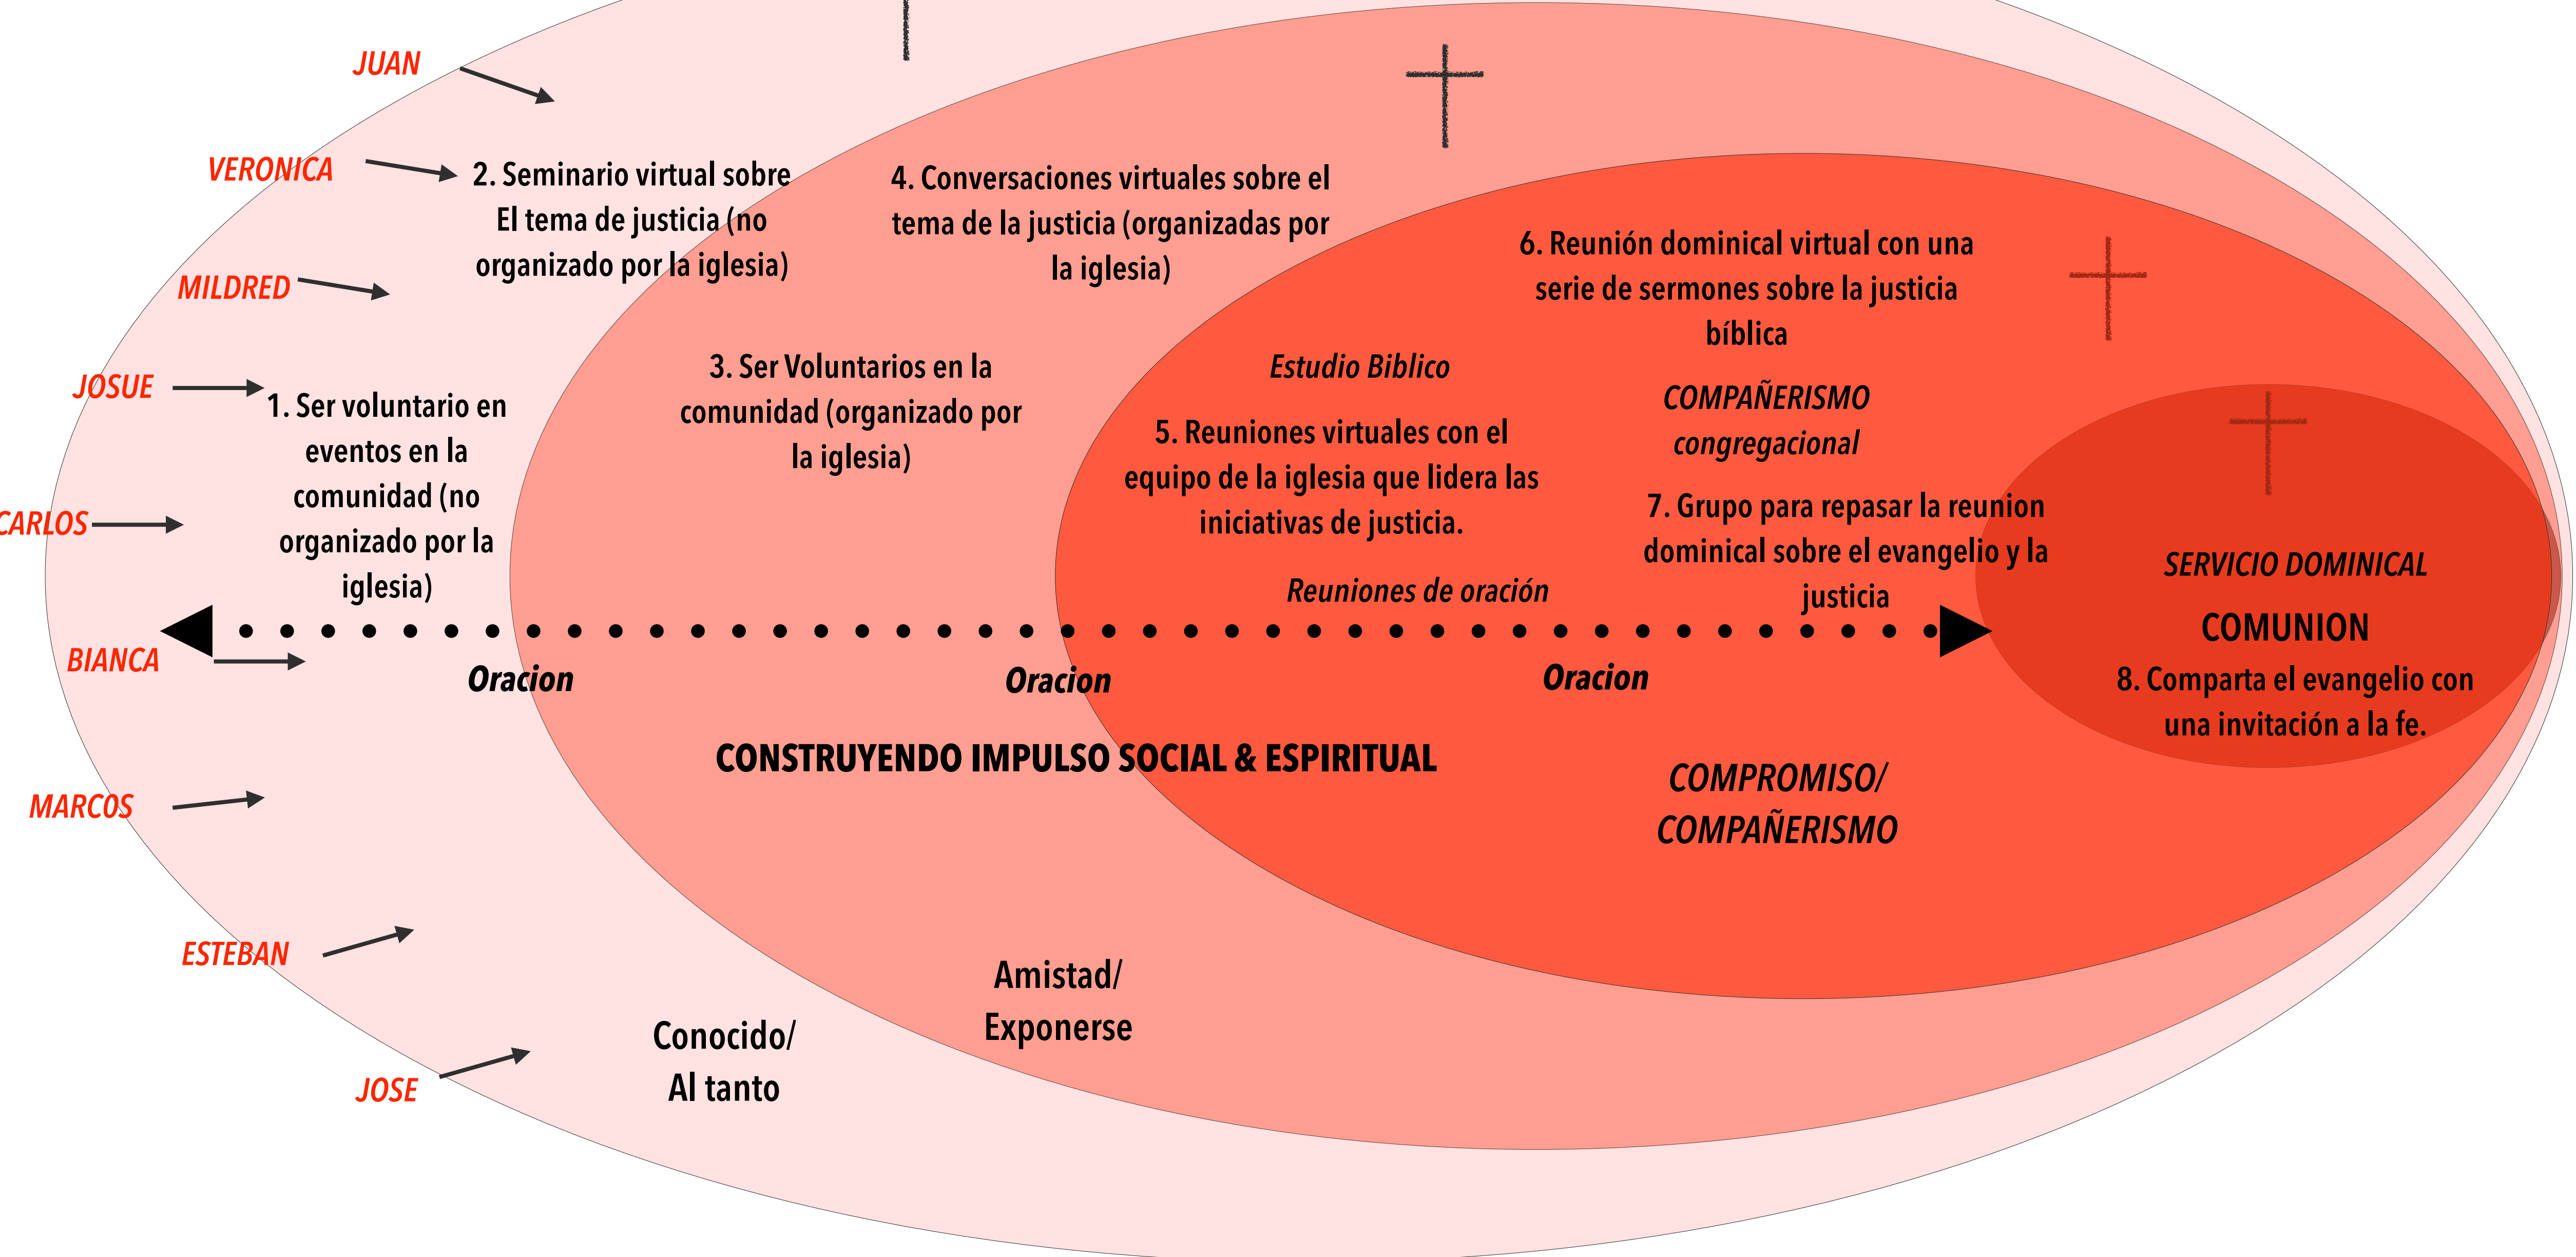 JUAN
VERONICA
MILDRED
JOSUE
CARLOS
BIANCA
MARCOS
ESTEBAN
JOSE
1. Ser voluntario en
eventos en la
comunidad (no
organizado por la
iglesia)
2. Seminario virtual sobre
El tema de justicia (no
organizado por la iglesia)
3. Ser Voluntarios en la
comunidad (organizado por
la iglesia)
4. Conversaciones virtuales sobre el
tema de la justicia (organizadas por
la iglesia)
Estudio Biblico
5. Reuniones virtuales con el
equipo de la iglesia que lidera las
iniciativas de justicia.
Reuniones de oración
6. Reunión dominical virtual con una
serie de sermones sobre la justicia
bíblica
COMPAÑERISMO
congregacional
7. Grupo para repasar la reunion
dominical sobre el evangelio y la
justicia
SERVICIO DOMINICAL
COMUNION
8. Comparta el evangelio con
una invitación a la fe.
Oracion
Oracion
Oracion
CONSTRUYENDO IMPULSO SOCIAL & ESPIRITUAL
COMPROMISO/
COMPAÑERISMO
Amistad/
Exponerse
Conocido/
Al tanto